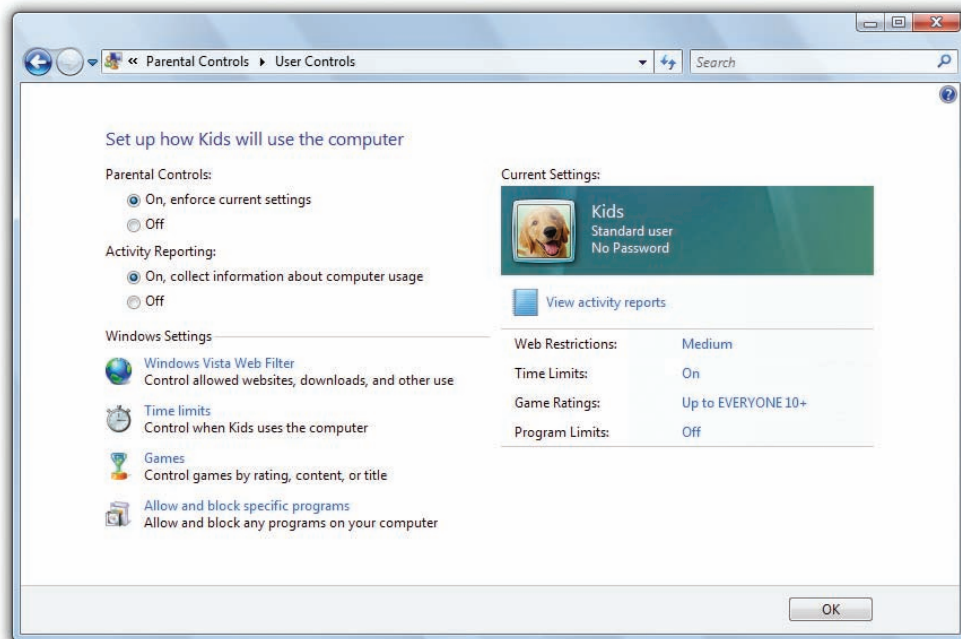 « Parental Controls ▸ User Controls
Search
Set up how Kids will use the computer
Parental Controls:
On, enforce current settings
Off
Activity Reporting:
On, collect information about computer usage
Off
Windows Settings
Windows Vista Web Filter
Control allowed websites, downloads, and other use
Time limits
Control when Kids uses the computer
Games
Control games by rating, content, or title
Allow and block specific programs
Allow and block any programs on your computer
Current Settings:
Kids
Standard user
No Password
View activity reports
Web Restrictions: Medium
Time Limits: On
Game Ratings: Up to EVERYONE 10+
Program Limits: Off
OK